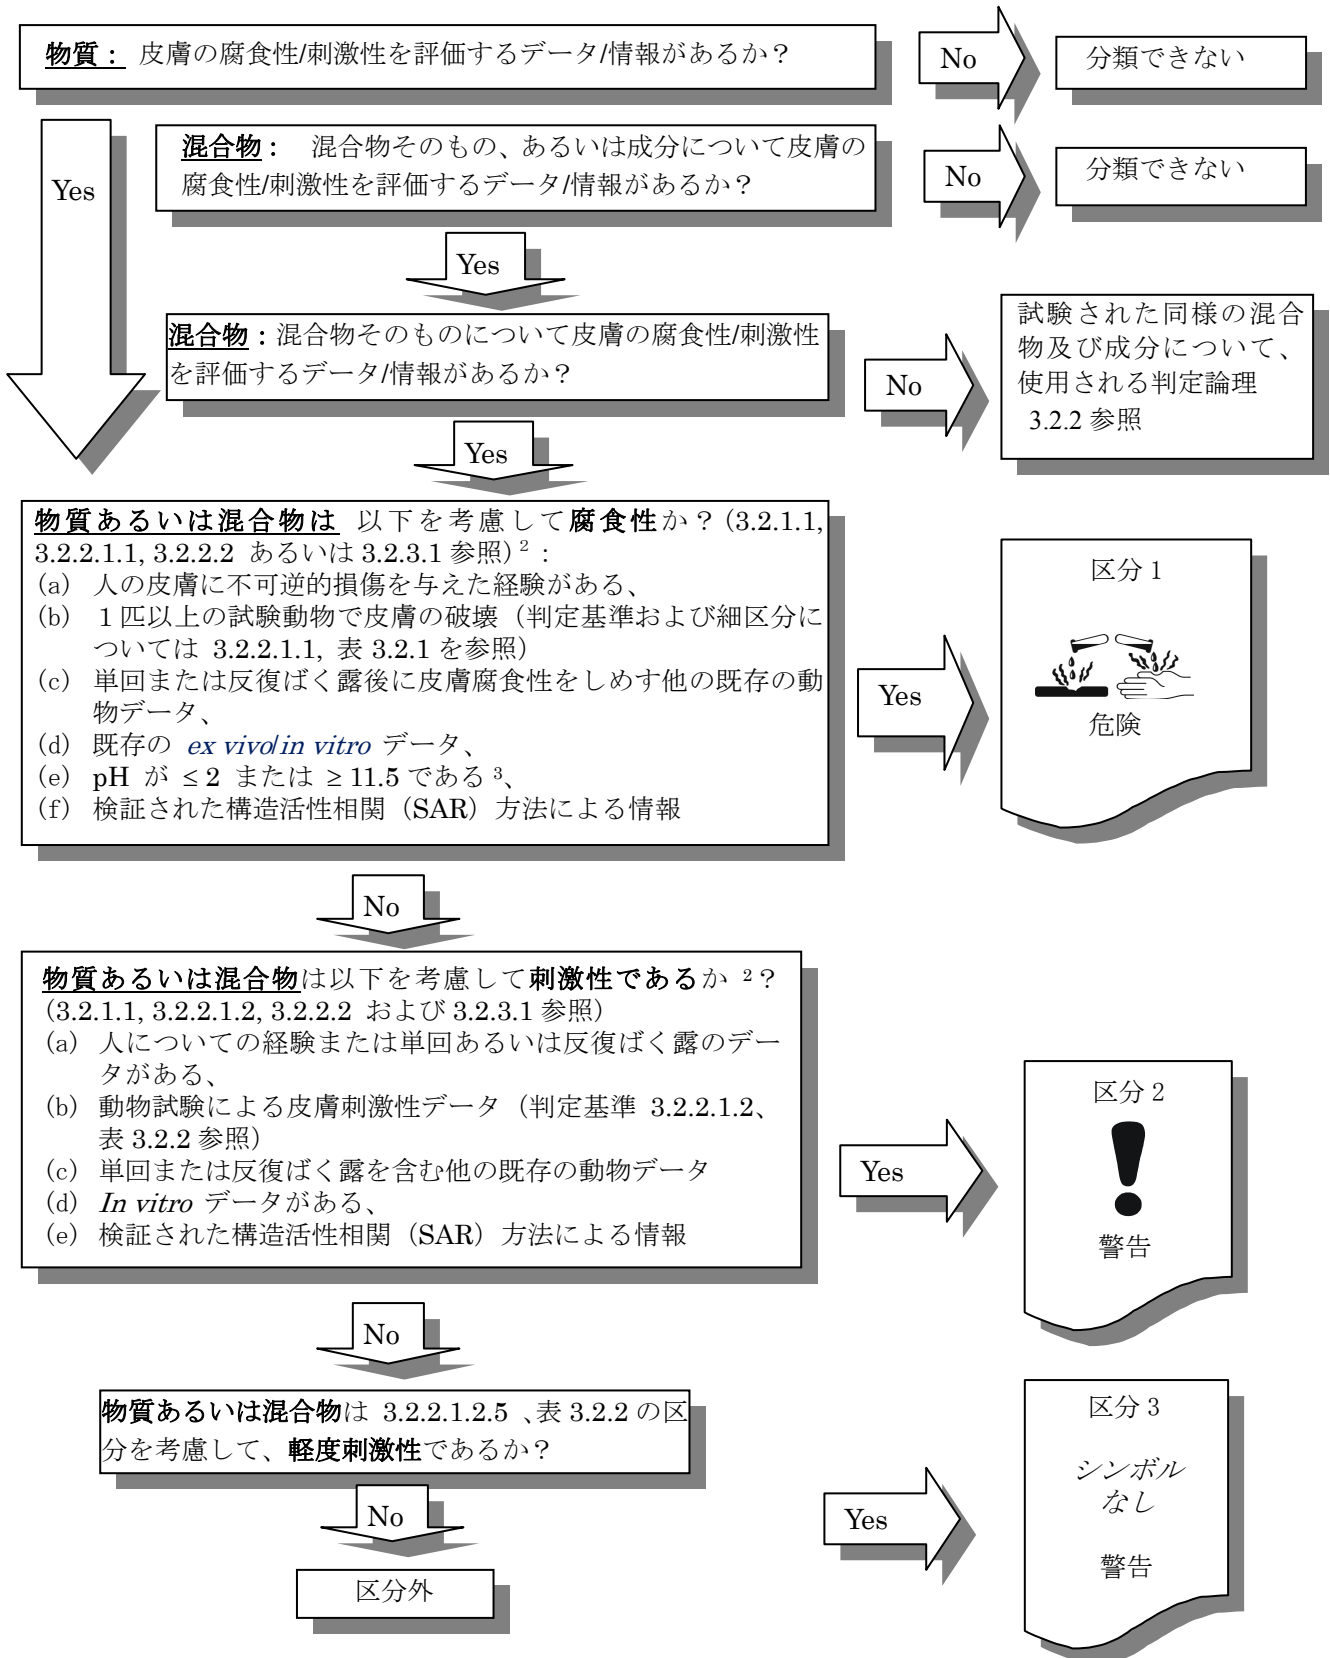 物質： 皮膚の腐食性/刺激性を評価するデータ/情報があるか？
No
分類できない
Yes
混合物： 混合物そのもの、あるいは成分について皮膚の
腐食性/刺激性を評価するデータ/情報があるか？
No
分類できない
Yes
混合物：混合物そのものについて皮膚の腐食性/刺激性
を評価するデータ/情報があるか？
No
試験された同様の混合
物及び成分について、
使用される判定論理
3.2.2 参照
Yes
物質あるいは混合物は 以下を考慮して腐食性か？(3.2.1.1,
3.2.2.1.1, 3.2.2.2 あるいは 3.2.3.1 参照)²：
(a) 人の皮膚に不可逆的損傷を与えた経験がある、
(b) １匹以上の試験動物で皮膚の破壊（判定基準および細区分に
ついては 3.2.2.1.1, 表 3.2.1 を参照）
(c) 単回または反復ばく露後に皮膚腐食性をしめす他の既存の動
物データ、
(d) 既存の ex vivo/in vitro データ、
(e) pH が ≤ 2 または ≥ 11.5 である ³、
(f) 検証された構造活性相関（SAR）方法による情報
Yes
区分 1
危険
No
物質あるいは混合物は以下を考慮して刺激性であるか ²？
(3.2.1.1, 3.2.2.1.2, 3.2.2.2 および 3.2.3.1 参照)
(a) 人についての経験または単回あるいは反復ばく露のデー
タがある、
(b) 動物試験による皮膚刺激性データ（判定基準 3.2.2.1.2、
表 3.2.2 参照）
(c) 単回または反復ばく露を含む他の既存の動物データ
(d) In vitro データがある、
(e) 検証された構造活性相関（SAR）方法による情報
Yes
区分 2
警告
No
物質あるいは混合物は 3.2.2.1.2.5 、表 3.2.2 の区
分を考慮して、軽度刺激性であるか？
Yes
区分 3
シンボル
なし
警告
No
区分外